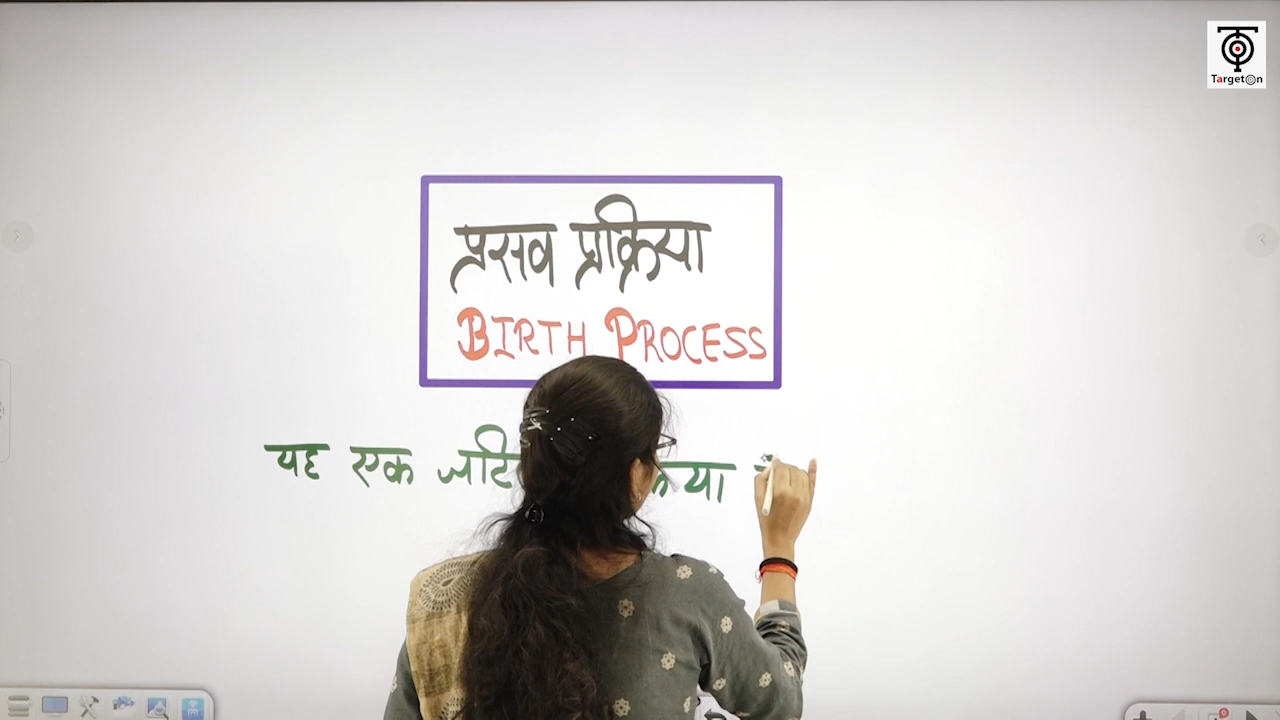 TargetOn
प्रसव प्रक्रिया
BIRTH PROCESS
यह एक